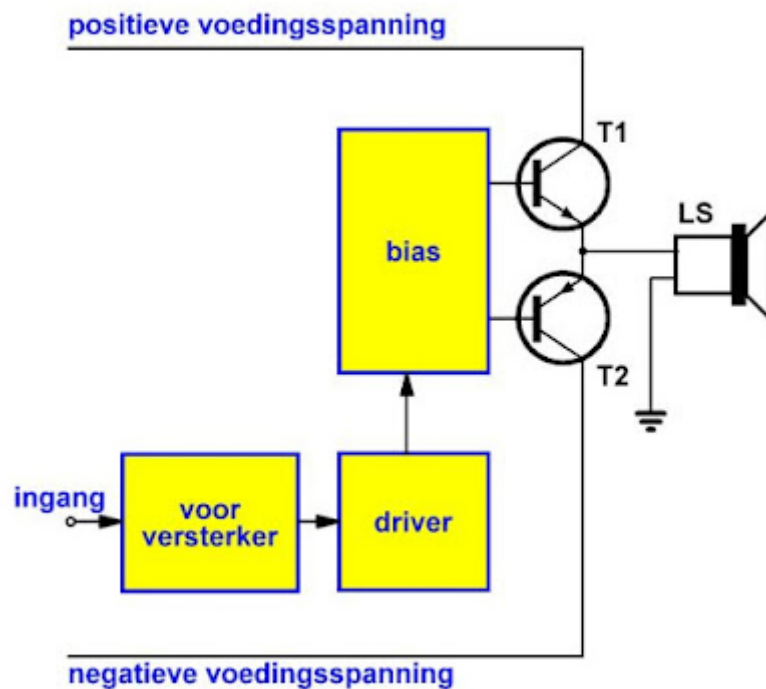 positieve voedingsspanning
T1
LS
bias
T2
ingang
voor
versterker
driver
negatieve voedingsspanning